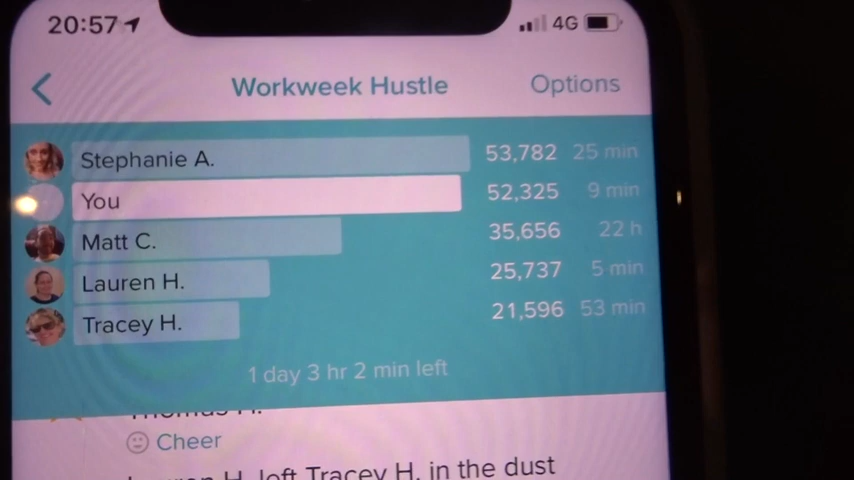 20:57 4G
Workweek Hustle Options
Stephanie A. 53,782 25 min
You 52,325 9 min
Matt C. 35,656 22 h
Lauren H. 25,737 5 min
Tracey H. 21,596 53 min
1 day 3 hr 2 min left
Cheer
H. left Tracey H. in the dust